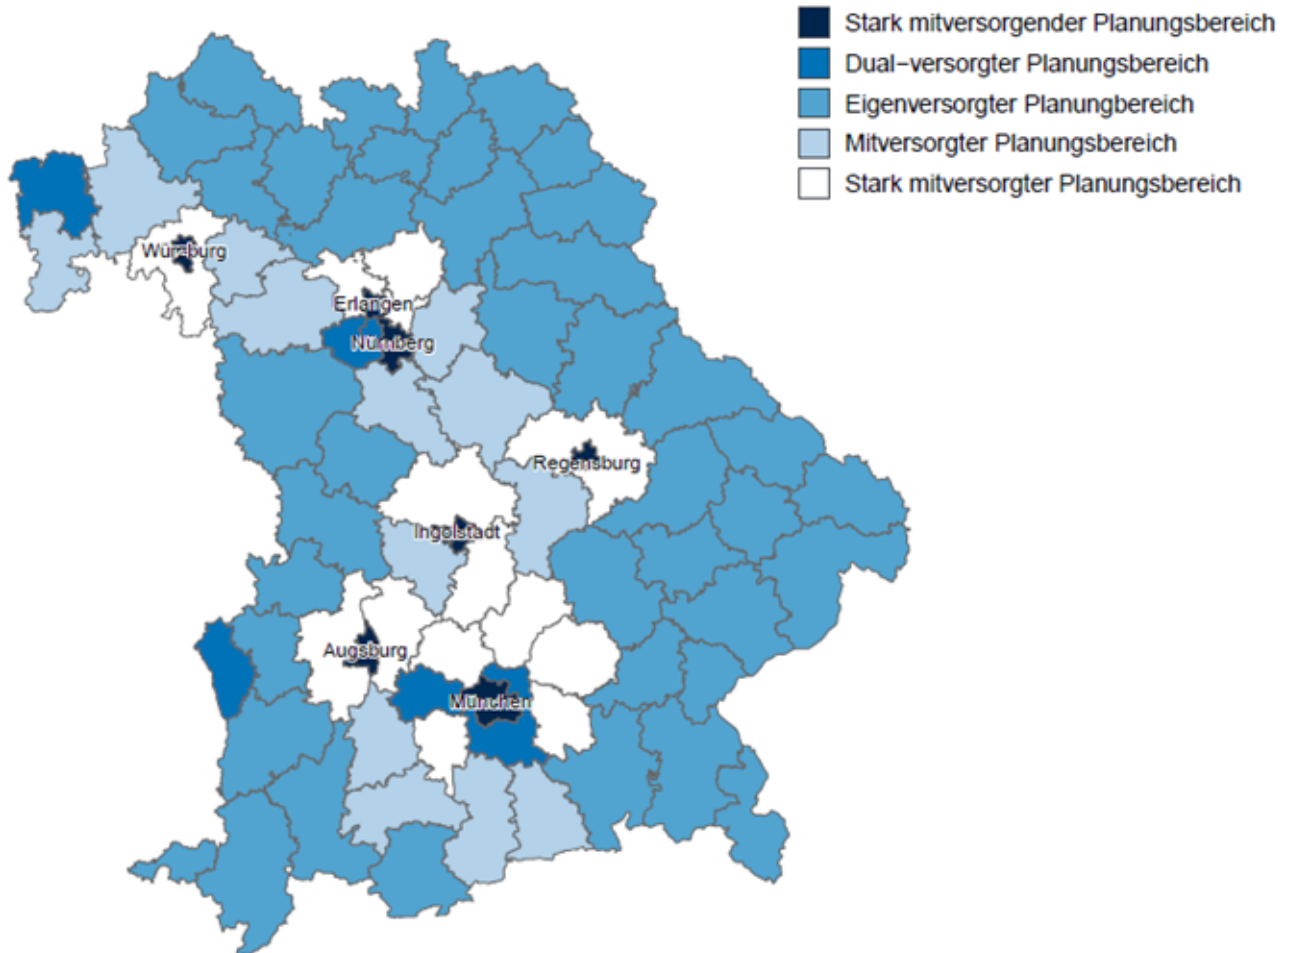 Stark mitversorgender Planungsbereich
Dual-versorgter Planungsbereich
Eigenversorgter Planungbereich
Mitversorgter Planungsbereich
Stark mitversorgter Planungsbereich
Würzburg
Erlangen
Nürnberg
Regensburg
Ingolstadt
Augsburg
München